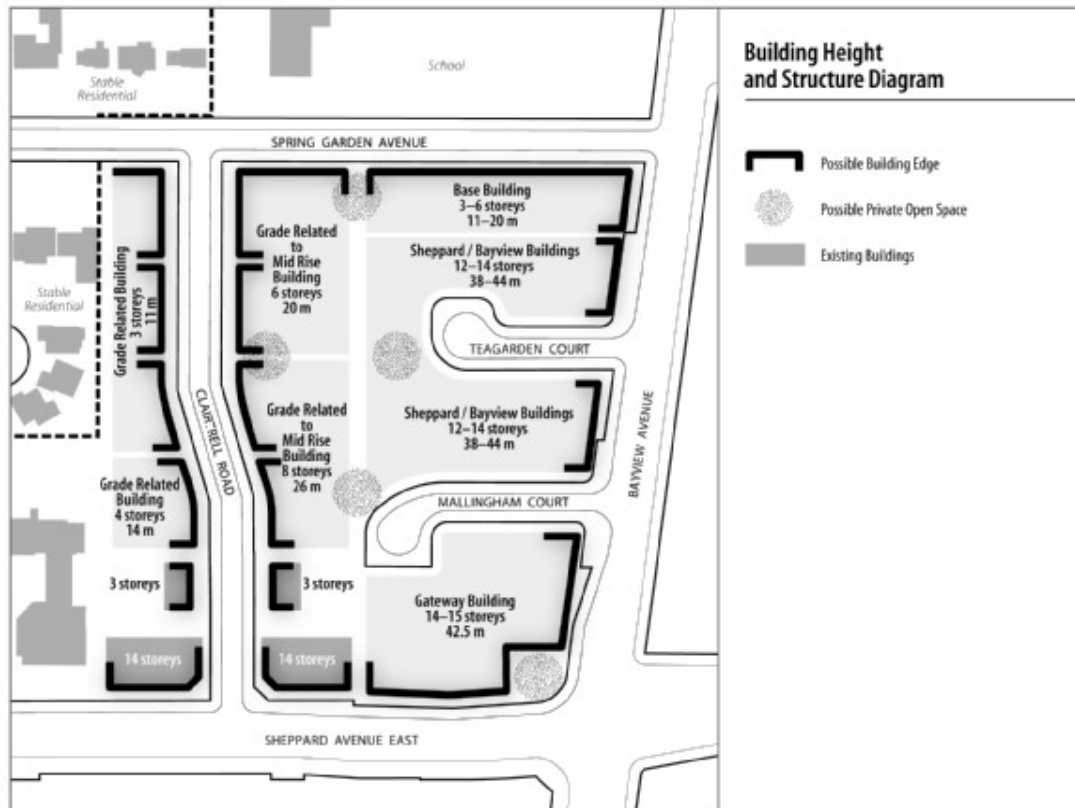 Building Height
and Structure Diagram
Possible Building Edge
Possible Private Open Space
Existing Buildings
Stable
Residential
School
SPRING GARDEN AVENUE
Base Building
3–6 storeys
11–20 m
Grade Related
to
Mid Rise
Building
6 storeys
20 m
Sheppard / Bayview Buildings
12–14 storeys
38–44 m
Stable
Residential
Grade Related Building
3 storeys
11 m
TEAGARDEN COURT
CLAIRTRELL ROAD
Grade Related
to
Mid Rise
Building
8 storeys
26 m
Sheppard / Bayview Buildings
12–14 storeys
38–44 m
BAYVIEW AVENUE
Grade Related
Building
4 storeys
14 m
MALLINGHAM COURT
3 storeys
3 storeys
Gateway Building
14–15 storeys
42.5 m
14 storeys
14 storeys
SHEPPARD AVENUE EAST